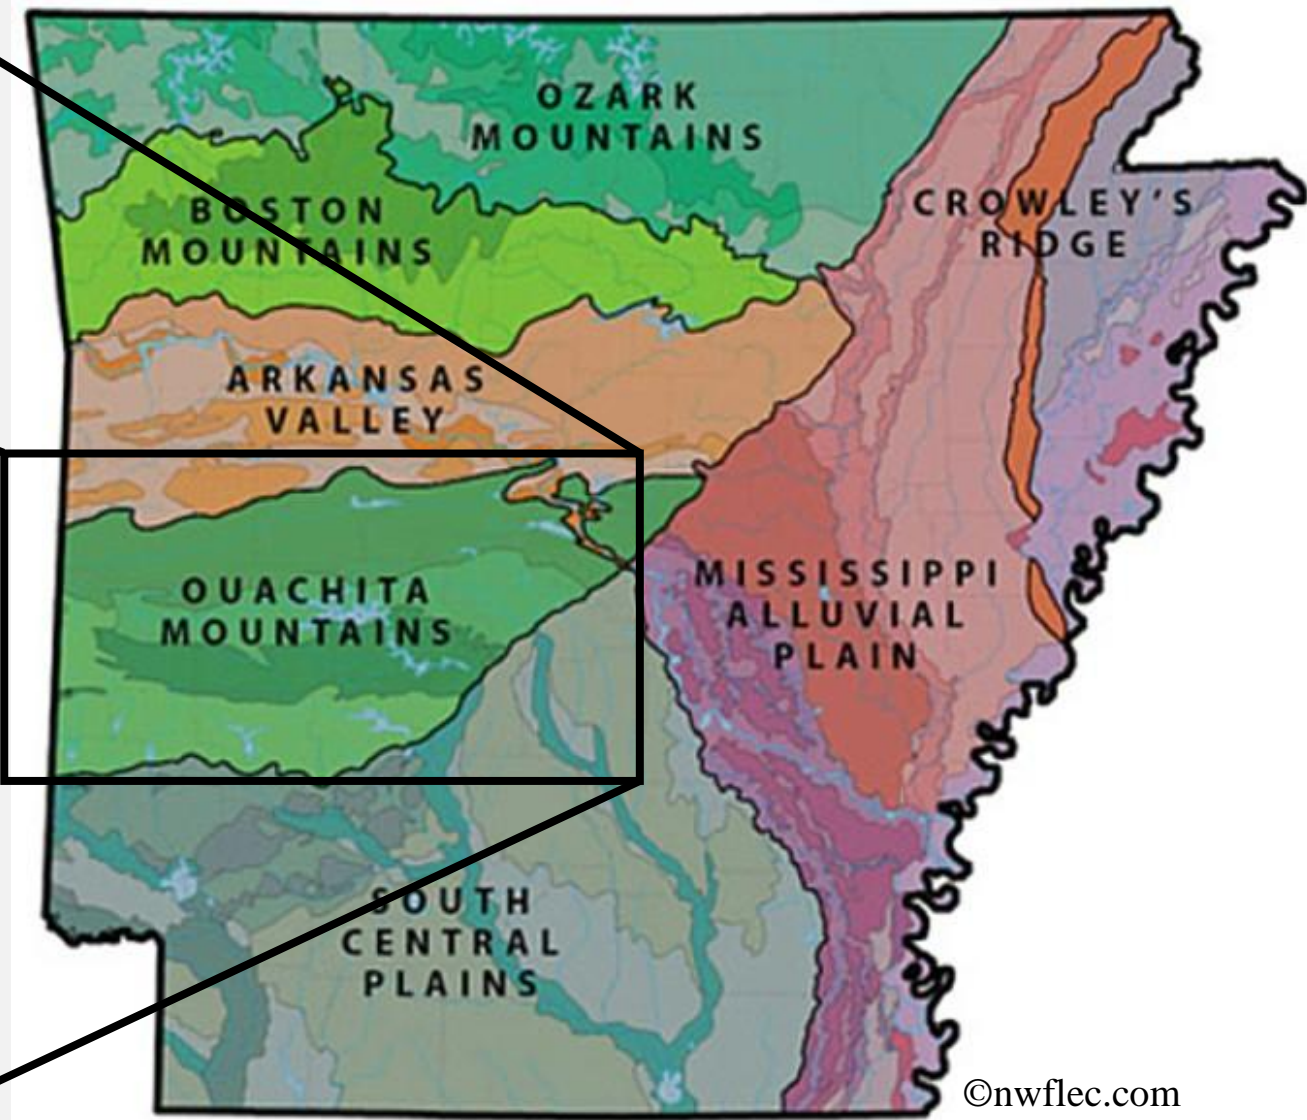 OZARK
MOUNTAINS
BOSTON
MOUNTAINS
CROWLEY'S
RIDGE
ARKANSAS
VALLEY
OUACHITA
MOUNTAINS
MISSISSIPPI
ALLUVIAL
PLAIN
SOUTH
CENTRAL
PLAINS
©nwflec.com